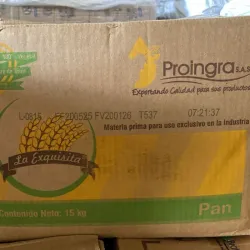 Proingra S.A.S
Exportando Calidad para sus productos
L-0815 FF200525 FV200126 T537 07:21:37
Materia prima para uso exclusivo en la industria
La Exquisita
Contenido Neto: 15 kg
Pan